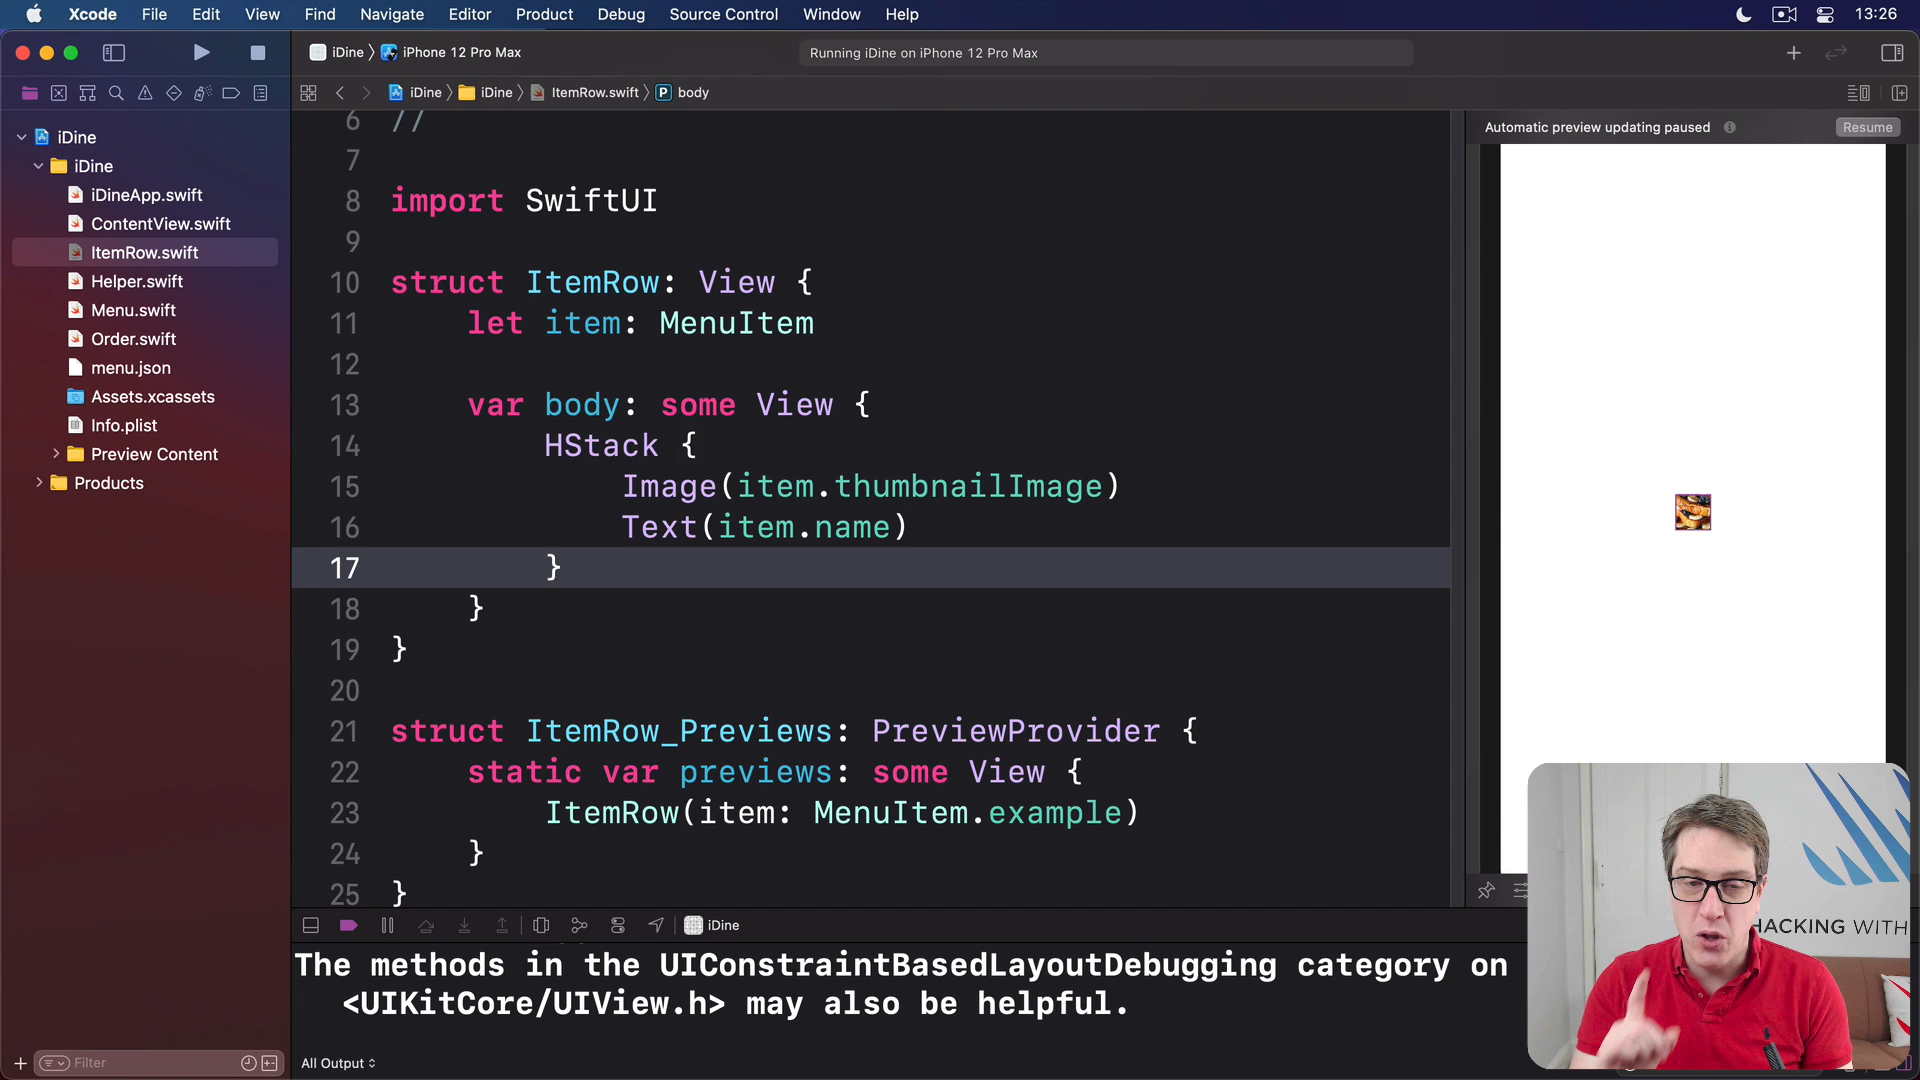 Xcode File Edit View Find Navigate Editor Product Debug Source Control Window Help 13:26
iDine iPhone 12 Pro Max Running iDine on iPhone 12 Pro Max
iDine iDine ItemRow.swift P body
Automatic preview updating paused Resume
iDine
iDine
iDineApp.swift
ContentView.swift
ItemRow.swift
Helper.swift
Menu.swift
Order.swift
menu.json
Assets.xcassets
Info.plist
Preview Content
Products
6 //
7
8 import SwiftUI
9
10 struct ItemRow: View {
11 let item: MenuItem
12
13 var body: some View {
14 HStack {
15 Image(item.thumbnailImage)
16 Text(item.name)
17 }
18 }
19 }
20
21 struct ItemRow_Previews: PreviewProvider {
22 static var previews: some View {
23 ItemRow(item: MenuItem.example)
24 }
25 }
iDine
The methods in the UIConstraintBasedLayoutDebugging category on
<UIKitCore/UIView.h> may also be helpful.
Filter
All Output
HACKING WITH